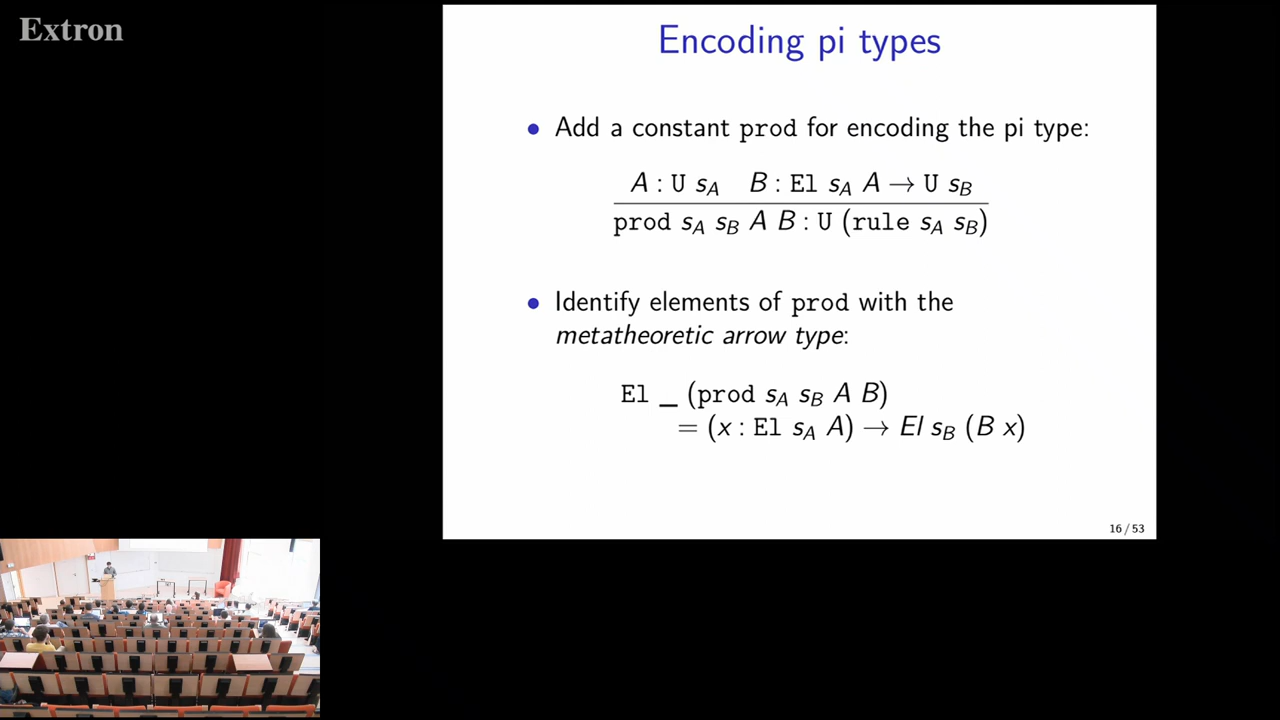 Extron
Encoding pi types
• Add a constant prod for encoding the pi type:
A : U s_A B : El s_A A → U s_B
prod s_A s_B A B : U (rule s_A s_B)
• Identify elements of prod with the
metatheoretic arrow type:
El _ (prod s_A s_B A B)
= (x : El s_A A) → El s_B (B x)
16 / 53